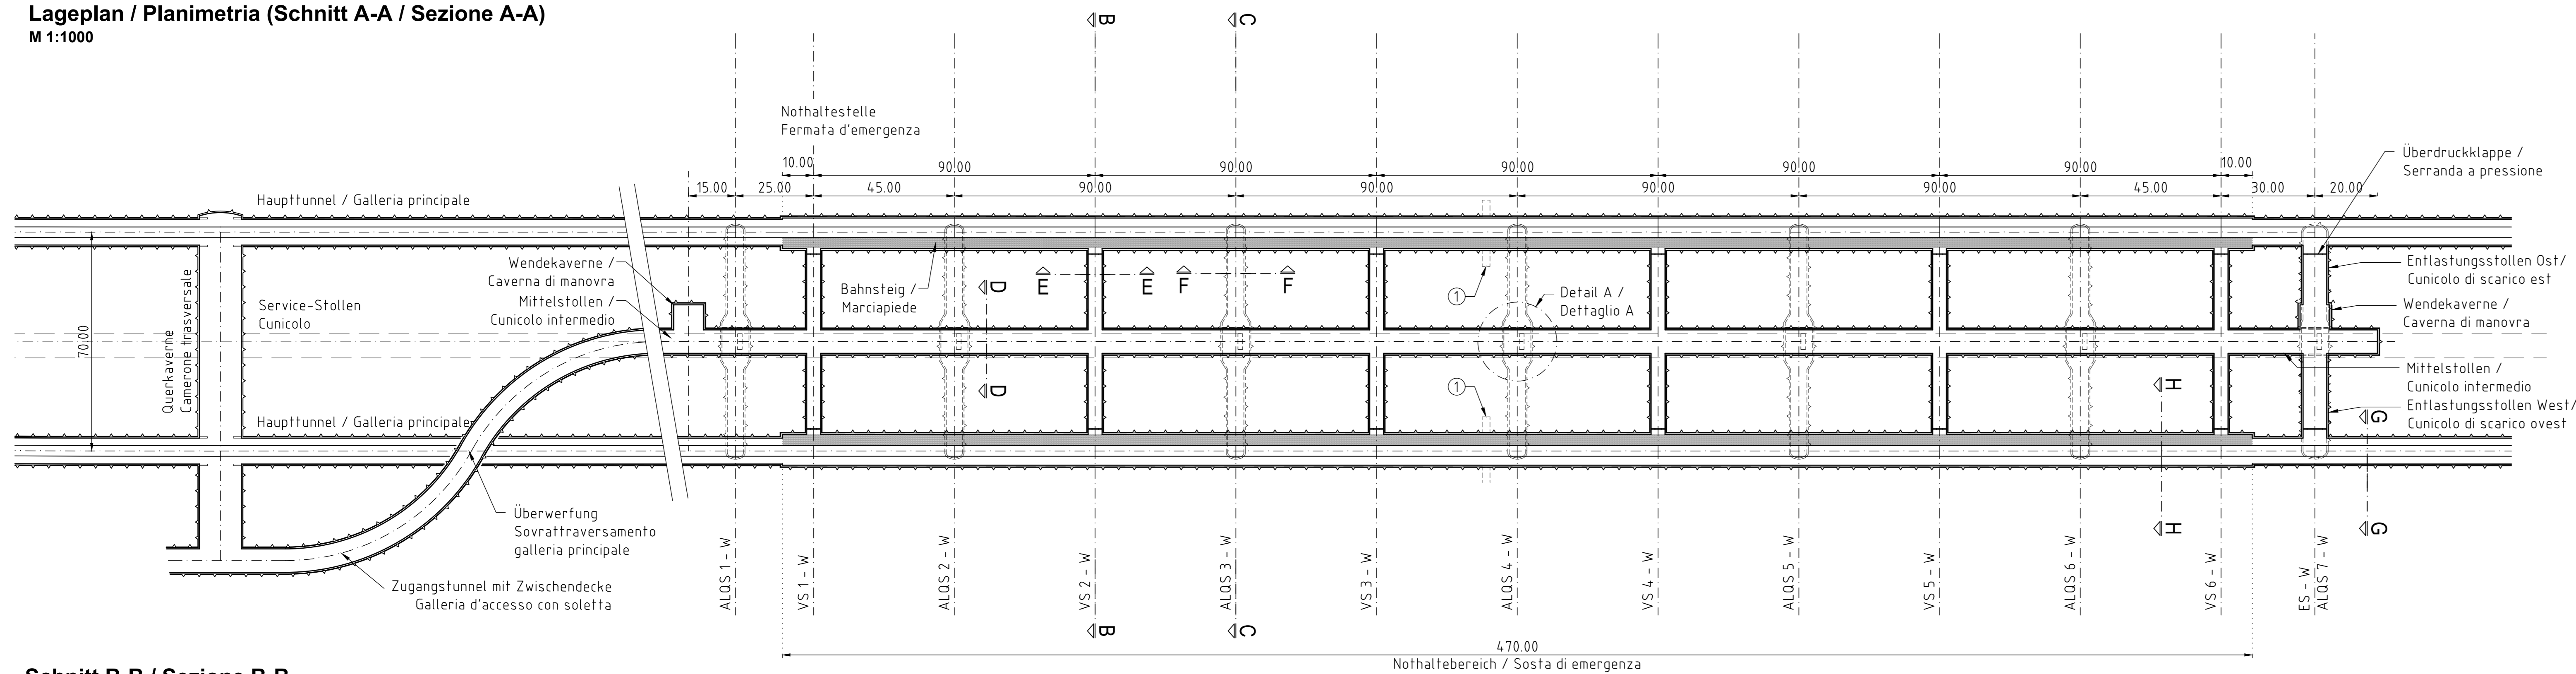 Lageplan / Planimetria (Schnitt A-A / Sezione A-A)
M 1:1000
B
C
Nothaltestelle
Fermata d'emergenza
10.00
90.00
90.00
90.00
90.00
90.00
10.00
15.00
25.00
45.00
90.00
90.00
90.00
90.00
45.00
30.00
20.00
Überdruckklappe /
Serranda a pressione
Haupttunnel / Galleria principale
Wendekaverne /
Caverna di manovra
Mittelstollen /
Cunicolo intermedio
Service-Stollen
Cunicolo
70.00
Querkaverne
Camerone trasversale
Bahnsteig /
Marciapiede
D
E
E
F
F
1
Detail A /
Dettaglio A
Entlastungsstollen Ost/
Cunicolo di scarico est
Wendekaverne /
Caverna di manovra
D
1
H
Mittelstollen /
Cunicolo intermedio
Entlastungsstollen West/
Cunicolo di scarico ovest
G
Haupttunnel / Galleria principale
Überwerfung
Sovrattraversamento
galleria principale
Zugangstunnel mit Zwischendecke
Galleria d'accesso con soletta
H
G
ALQS 1 - W
VS 1 - W
ALQS 2 - W
VS 2 - W
ALQS 3 - W
VS 3 - W
ALQS 4 - W
VS 4 - W
ALQS 5 - W
VS 5 - W
ALQS 6 - W
VS 6 - W
ES - W
ALQS 7 - W
B
C
470.00
Nothaltebereich / Sosta di emergenza
Schnitt B-B / Sezione B-B